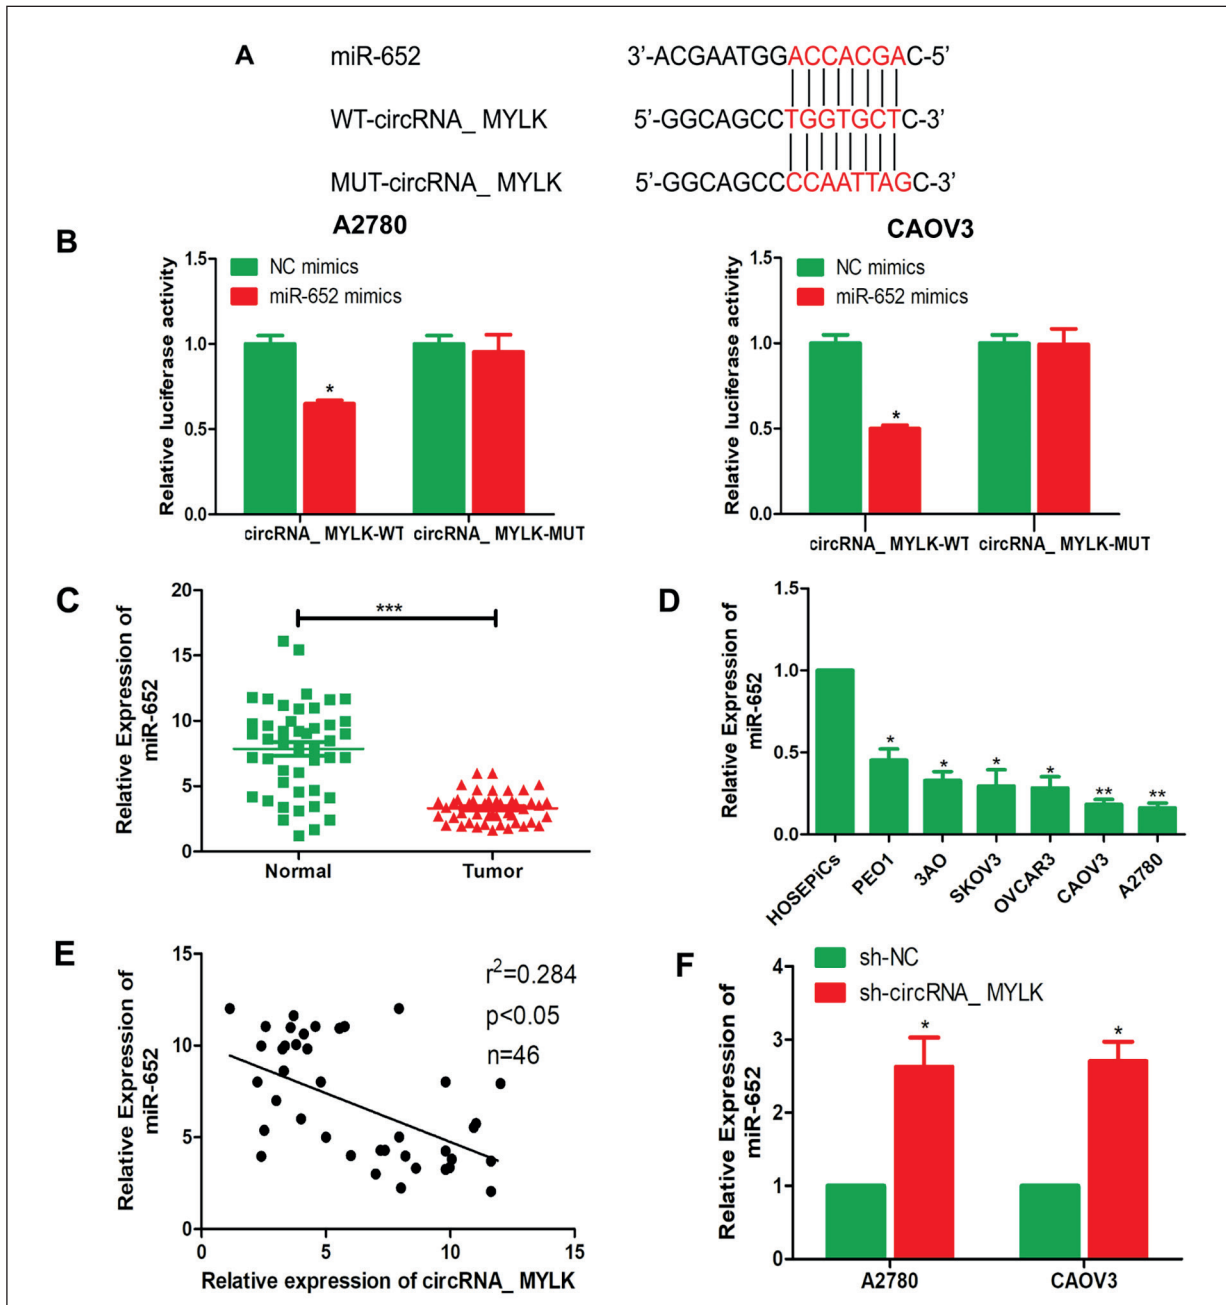 A
miR-652
3’-ACGAATGGACCACGAC-5’
WT-circRNA_ MYLK
5’-GGCAGCCTGGTGCTC-3’
MUT-circRNA_ MYLK
5’-GGCAGCCCCAATTAGC-3’
B
A2780
Relative luciferase activity
1.5
1.0
0.5
0.0
NC mimics
miR-652 mimics
*
circRNA_ MYLK-WT
circRNA_ MYLK-MUT
CAOV3
Relative luciferase activity
1.5
1.0
0.5
0.0
NC mimics
miR-652 mimics
*
circRNA_ MYLK-WT
circRNA_ MYLK-MUT
C
Relative Expression of
miR-652
20
15
10
5
0
***
Normal
Tumor
D
Relative Expression of
miR-652
1.5
1.0
0.5
0.0
*
*
*
*
**
**
HOSEPiCs
PEO1
3AO
SKOV3
OVCAR3
CAOV3
A2780
E
Relative Expression of
miR-652
15
10
5
0
r²=0.284
p<0.05
n=46
0
5
10
15
Relative expression of circRNA_ MYLK
F
sh-NC
sh-circRNA_ MYLK
Relative Expression of
miR-652
4
3
2
1
0
*
*
A2780
CAOV3